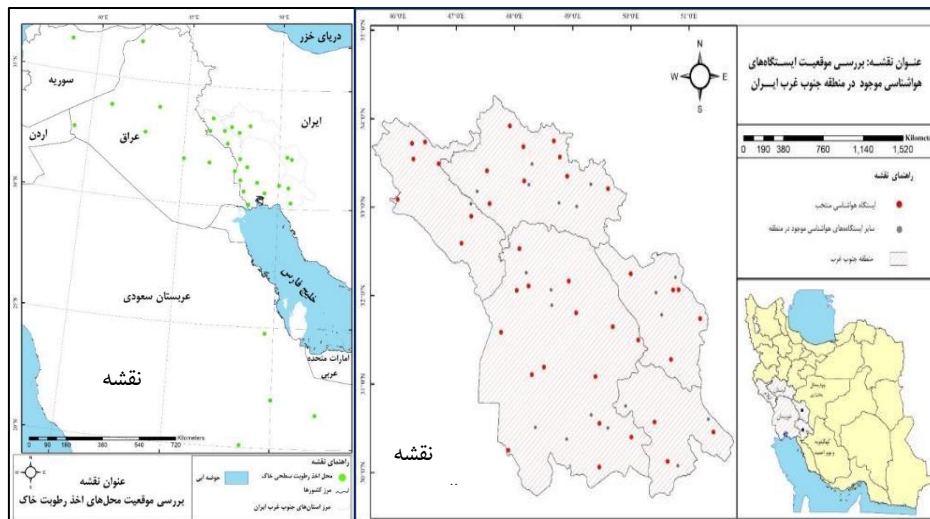 دریای خزر
سوریه
ایران
عراق
اردن
خلیج فارس
عربستان سعودی
امارات متحده
عربی
نقشه
Kilometers
0 90 180 360 540 720
عنوان نقشه
بررسی موقعیت محل‌های اخذ رطوبت خاک
راهنمای نقشه
محل اخذ رطوبت سطحی خاک
مرز کشورها
مرز استان‌های جنوب غرب ایران
حوضه آبی
N
W E
S
نقشه
عنوان نقشه: بررسی موقعیت ایستگاه‌های
هواشناسی موجود در منطقه جنوب غرب ایران
0 190 380 760 1,140 1,520
راهنمای نقشه
ایستگاه هواشناسی منتخب
سایر ایستگاه‌های هواشناسی موجود در منطقه
منطقه جنوب غرب